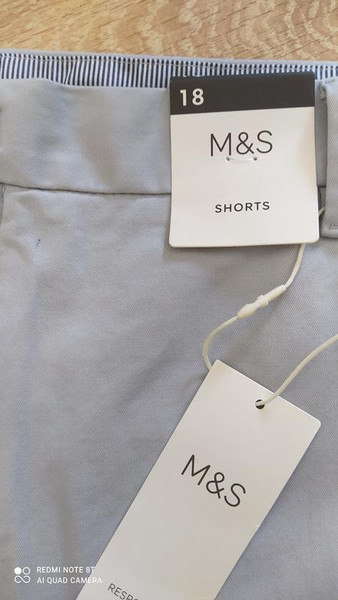 18
M&S
SHORTS
M&S
REDMI NOTE 8T
AI QUAD CAMERA